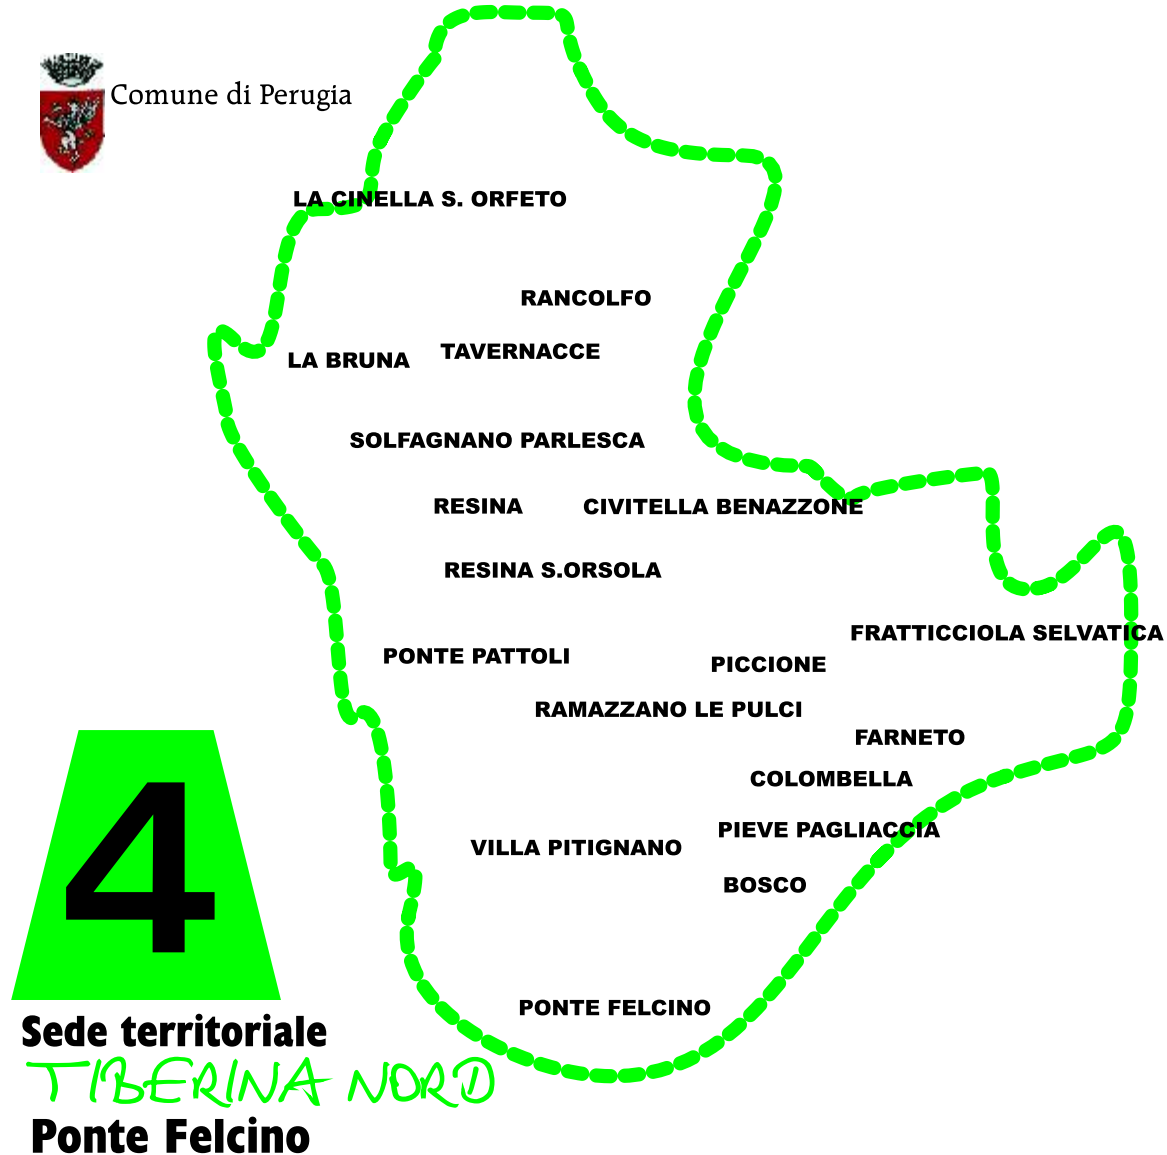 Comune di Perugia
LA CINELLA S. ORFETO
RANCOLFO
LA BRUNA
TAVERNACCE
SOLFAGNANO PARLESCA
RESINA
CIVITELLA BENAZZONE
RESINA S.ORSOLA
FRATTICCIOLA SELVATICA
PONTE PATTOLI
PICCIONE
RAMAZZANO LE PULCI
FARNETO
COLOMBELLA
PIEVE PAGLIACCIA
VILLA PITIGNANO
BOSCO
PONTE FELCINO
4
Sede territoriale
TIBERINA NORD
Ponte Felcino